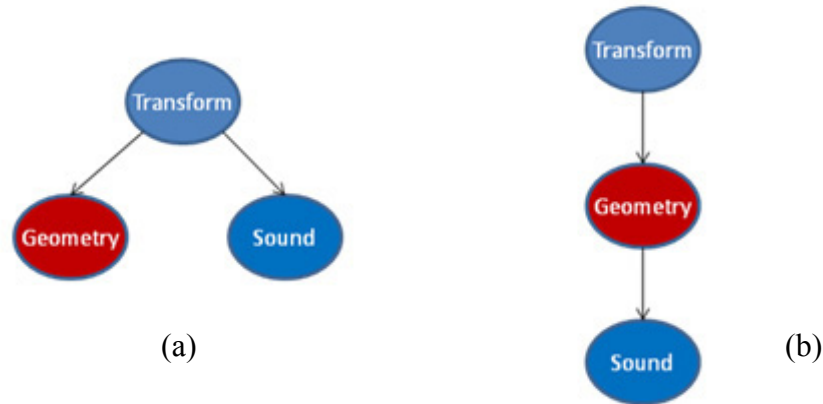 Transform
Geometry
Sound
(a)
Transform
Geometry
Sound
(b)